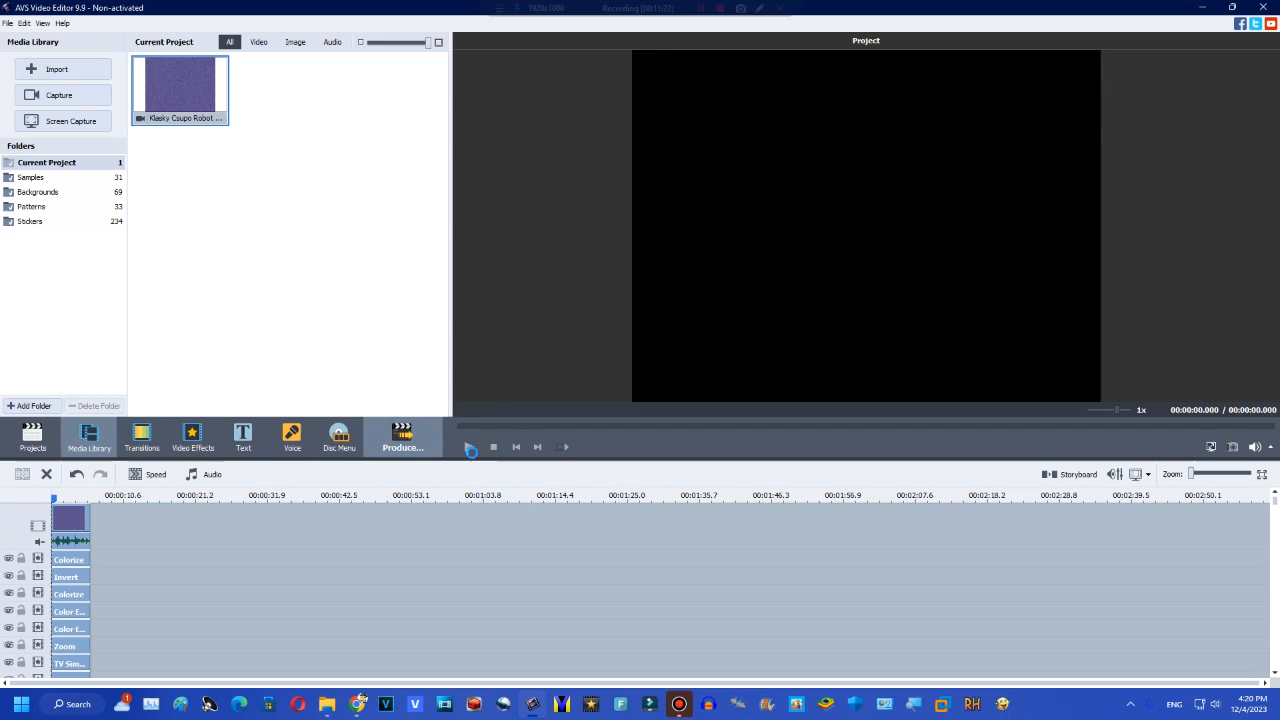 AVS Video Editor 9.9 - Non-activated
1920x1080
Recording [00:11:20]
File Edit View Help
Media Library
Current Project
All
Video
Image
Audio
Project
Import
Capture
Screen Capture
Klasky Csupo Robot ...
Folders
Current Project 1
Samples 31
Backgrounds 69
Patterns 33
Stickers 234
Add Folder
Delete Folder
1x
00:00:00.000 / 00:00:00.000
Projects
Media Library
Transitions
Video Effects
Text
Voice
Disc Menu
Produce...
Speed
Audio
Storyboard
Zoom:
00:00:10.6 00:00:21.2 00:00:31.9 00:00:42.5 00:00:53.1 00:01:03.8 00:01:14.4 00:01:25.0 00:01:35.7 00:01:46.3 00:01:56.9 00:02:07.6 00:02:18.2 00:02:28.8 00:02:39.5 00:02:50.1
Colorize
Invert
Colorize
Color E...
Color E...
Zoom
TV Sim...
Search
1
RH
ENG
4:20 PM
12/4/2023